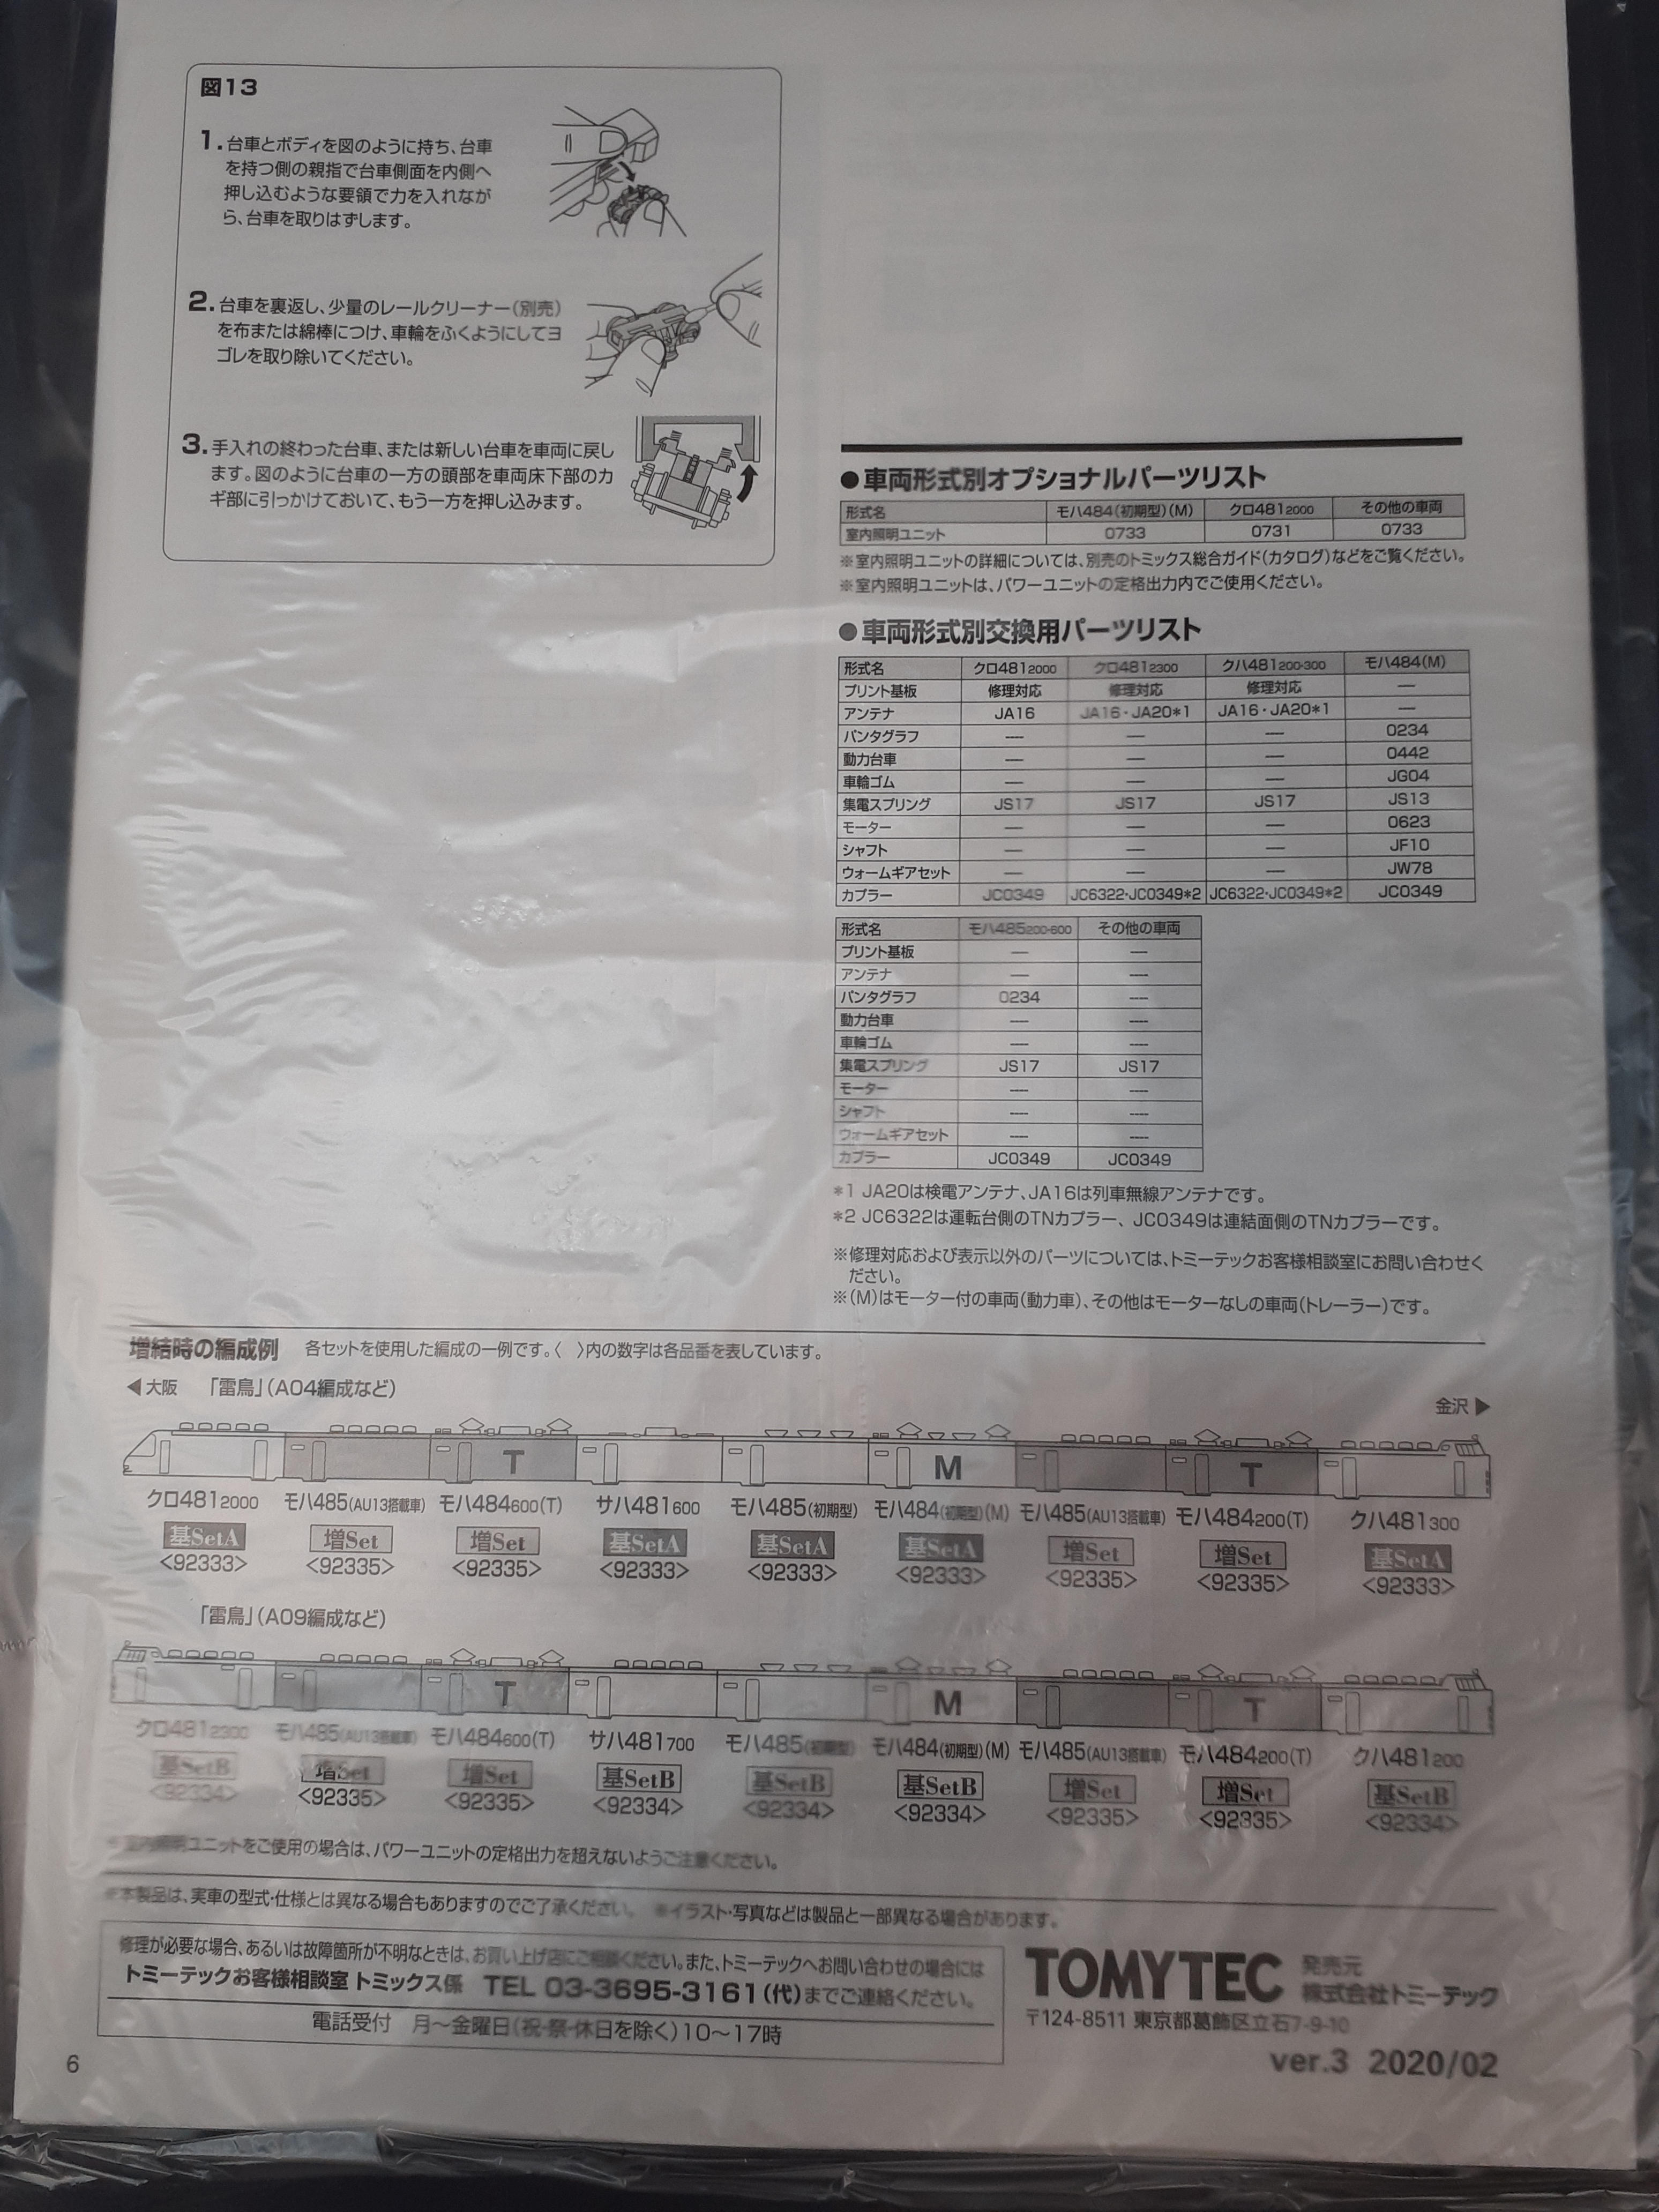 図13
1. 台車とボディを図のように持ち、台車
を持つ側の親指で台車側面を内側へ
押し込むような要領で力を入れなが
ら、台車を取りはずします。
2. 台車を裏返し、少量のレールクリーナー(別売)
を布または綿棒につけ、車輪をふくようにしてヨ
ゴレを取り除いてください。
3. 手入れの終わった台車、または新しい台車を車両に戻し
ます。図のように台車の一方の頭部を車両床下部のカ
ギ部に引っかけておいて、もう一方を押し込みます。
●車両形式別オプショナルパーツリスト
形式名 モハ484(初期型)(M) クロ4812000 その他の車両
室内照明ユニット 0733 0731 0733
※室内照明ユニットの詳細については、別売のトミックス総合ガイド(カタログ)などをご覧ください。
※室内照明ユニットは、パワーユニットの定格出力内でご使用ください。
●車両形式別交換用パーツリスト
形式名 クロ4812000 クロ4812300 クハ481200・300 モハ484(M)
プリント基板 修理対応 修理対応 修理対応 ―
アンテナ JA16 JA16・JA20*1 JA16・JA20*1 ―
パンタグラフ ― ― ― 0234
動力台車 ― ― ― 0442
車輪ゴム ― ― ― JG04
集電スプリング JS17 JS17 JS17 JS13
モーター ― ― ― 0623
シャフト ― ― ― JF10
ウォームギアセット ― ― ― JW78
カプラー JC0349 JC6322・JC0349*2 JC6322・JC0349*2 JC0349
形式名 モハ485200・600 その他の車両
プリント基板 ― ―
アンテナ ― ―
パンタグラフ 0234 ―
動力台車 ― ―
車輪ゴム ― ―
集電スプリング JS17 JS17
モーター ― ―
シャフト ― ―
ウォームギアセット ― ―
カプラー JC0349 JC0349
*1 JA20は検電アンテナ、JA16は列車無線アンテナです。
*2 JC6322は運転台側のTNカプラー、JC0349は連結面側のTNカプラーです。
※修理対応および表示以外のパーツについては、トミーテックお客様相談室にお問い合わせく
ださい。
※(M)はモーター付の車両(動力車)、その他はモーターなしの車両(トレーラー)です。
増結時の編成例 各セットを使用した編成の一例です。〈 〉内の数字は各品番を表しています。
◀大阪 「雷鳥」(A04編成など)
金沢▶
T M T
クロ4812000 モハ485(AU13搭載車) モハ484600(T) サハ481600 モハ485(初期型) モハ484(初期型)(M) モハ485(AU13搭載車) モハ484200(T) クハ481300
基SetA 増Set 増Set 基SetA 基SetA 基SetA 増Set 増Set 基SetA
<92333> <92335> <92335> <92333> <92333> <92333> <92335> <92335> <92333>
「雷鳥」(A09編成など)
T M T
クロ4812300 モハ485(AU13搭載車) モハ484600(T) サハ481700 モハ485(初期型) モハ484(初期型)(M) モハ485(AU13搭載車) モハ484200(T) クハ481200
基SetB 増Set 増Set 基SetB 基SetB 基SetB 増Set 増Set 基SetB
<92334> <92335> <92335> <92334> <92334> <92334> <92335> <92335> <92334>
※室内照明ユニットをご使用の場合は、パワーユニットの定格出力を超えないようご注意ください。
※本製品は、実車の型式・仕様とは異なる場合もありますのでご了承ください。 ※イラスト・写真などは製品と一部異なる場合があります。
修理が必要な場合、あるいは故障箇所が不明なときは、お買い上げ店にご相談ください。また、トミーテックへお問い合わせの場合には
トミーテックお客様相談室 トミックス係 TEL 03-3695-3161(代)までご連絡ください。
電話受付 月〜金曜日(祝・祭・休日を除く)10〜17時
TOMYTEC 発売元
株式会社トミーテック
〒124-8511 東京都葛飾区立石7-9-10
ver.3 2020/02
6